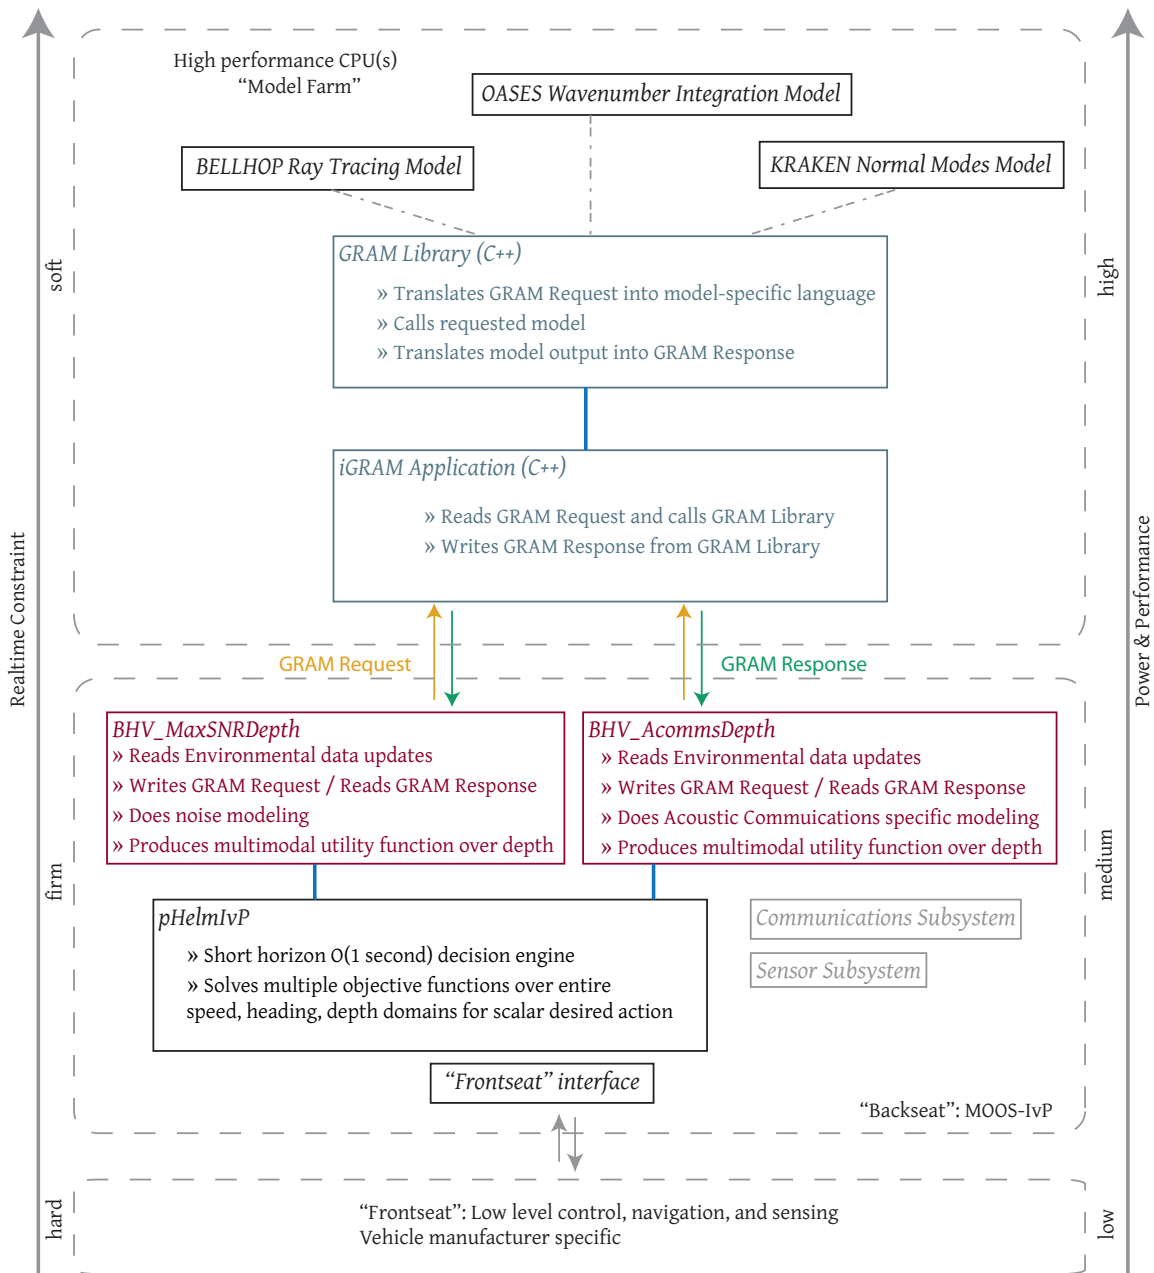 High performance CPU(s)
“Model Farm”
OASES Wavenumber Integration Model
BELLHOP Ray Tracing Model
KRAKEN Normal Modes Model
GRAM Library (C++)
» Translates GRAM Request into model-specific language
» Calls requested model
» Translates model output into GRAM Response
soft
high
iGRAM Application (C++)
» Reads GRAM Request and calls GRAM Library
» Writes GRAM Response from GRAM Library
Realtime Constraint
Power & Performance
GRAM Request
GRAM Response
BHV_MaxSNRDepth
» Reads Environmental data updates
» Writes GRAM Request / Reads GRAM Response
» Does noise modeling
» Produces multimodal utility function over depth
BHV_AcommsDepth
» Reads Environmental data updates
» Writes GRAM Request / Reads GRAM Response
» Does Acoustic Commuications specific modeling
» Produces multimodal utility function over depth
firm
medium
pHelmIvP
» Short horizon O(1 second) decision engine
» Solves multiple objective functions over entire
speed, heading, depth domains for scalar desired action
Communications Subsystem
Sensor Subsystem
“Frontseat” interface
“Backseat”: MOOS-IvP
hard
low
“Frontseat”: Low level control, navigation, and sensing
Vehicle manufacturer specific